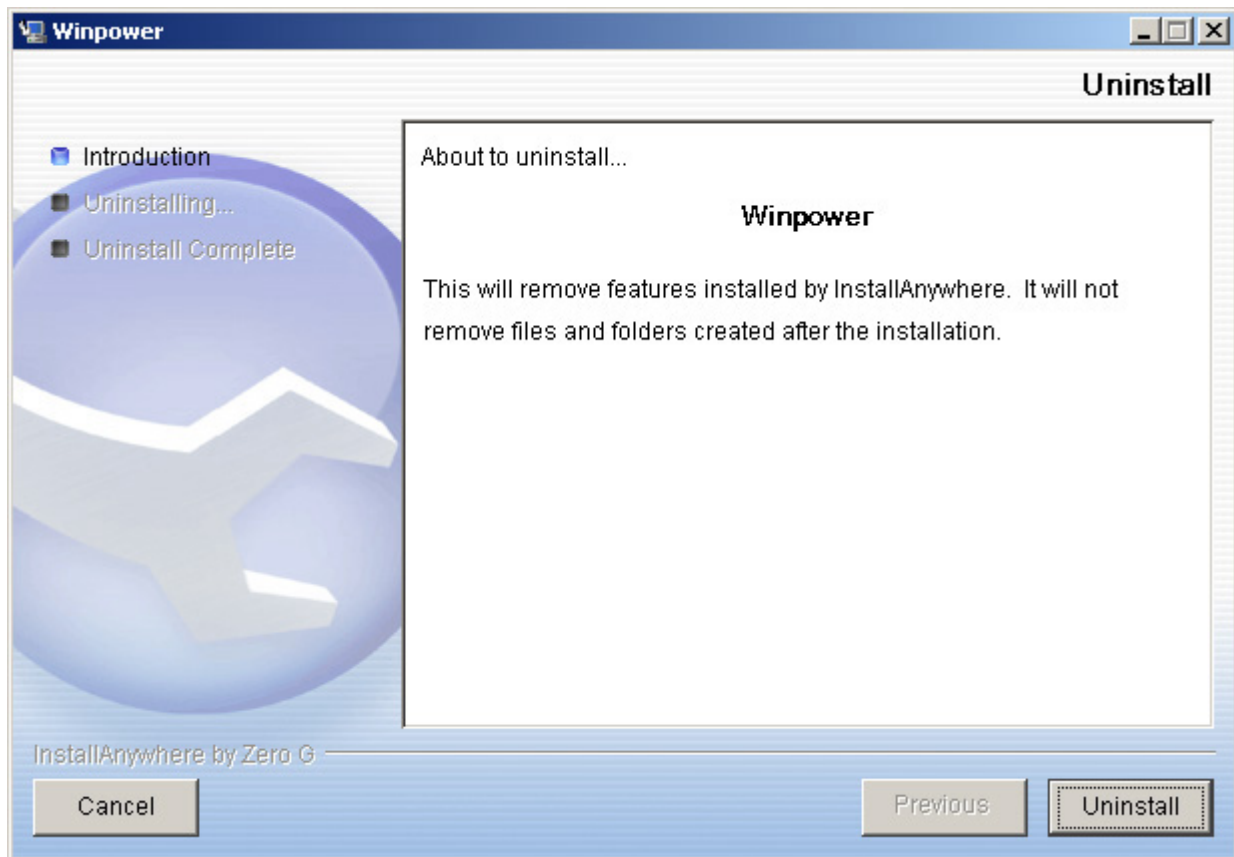 Winpower
Uninstall
Introduction
Uninstalling...
Uninstall Complete
About to uninstall...
Winpower
This will remove features installed by InstallAnywhere.  It will not
remove files and folders created after the installation.
InstallAnywhere by Zero G
Cancel
Previous
Uninstall